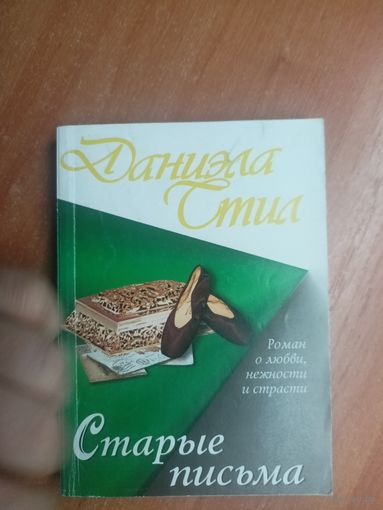 Даниэла
Стил
Роман
о любви,
нежности
и страсти
Старые
письма